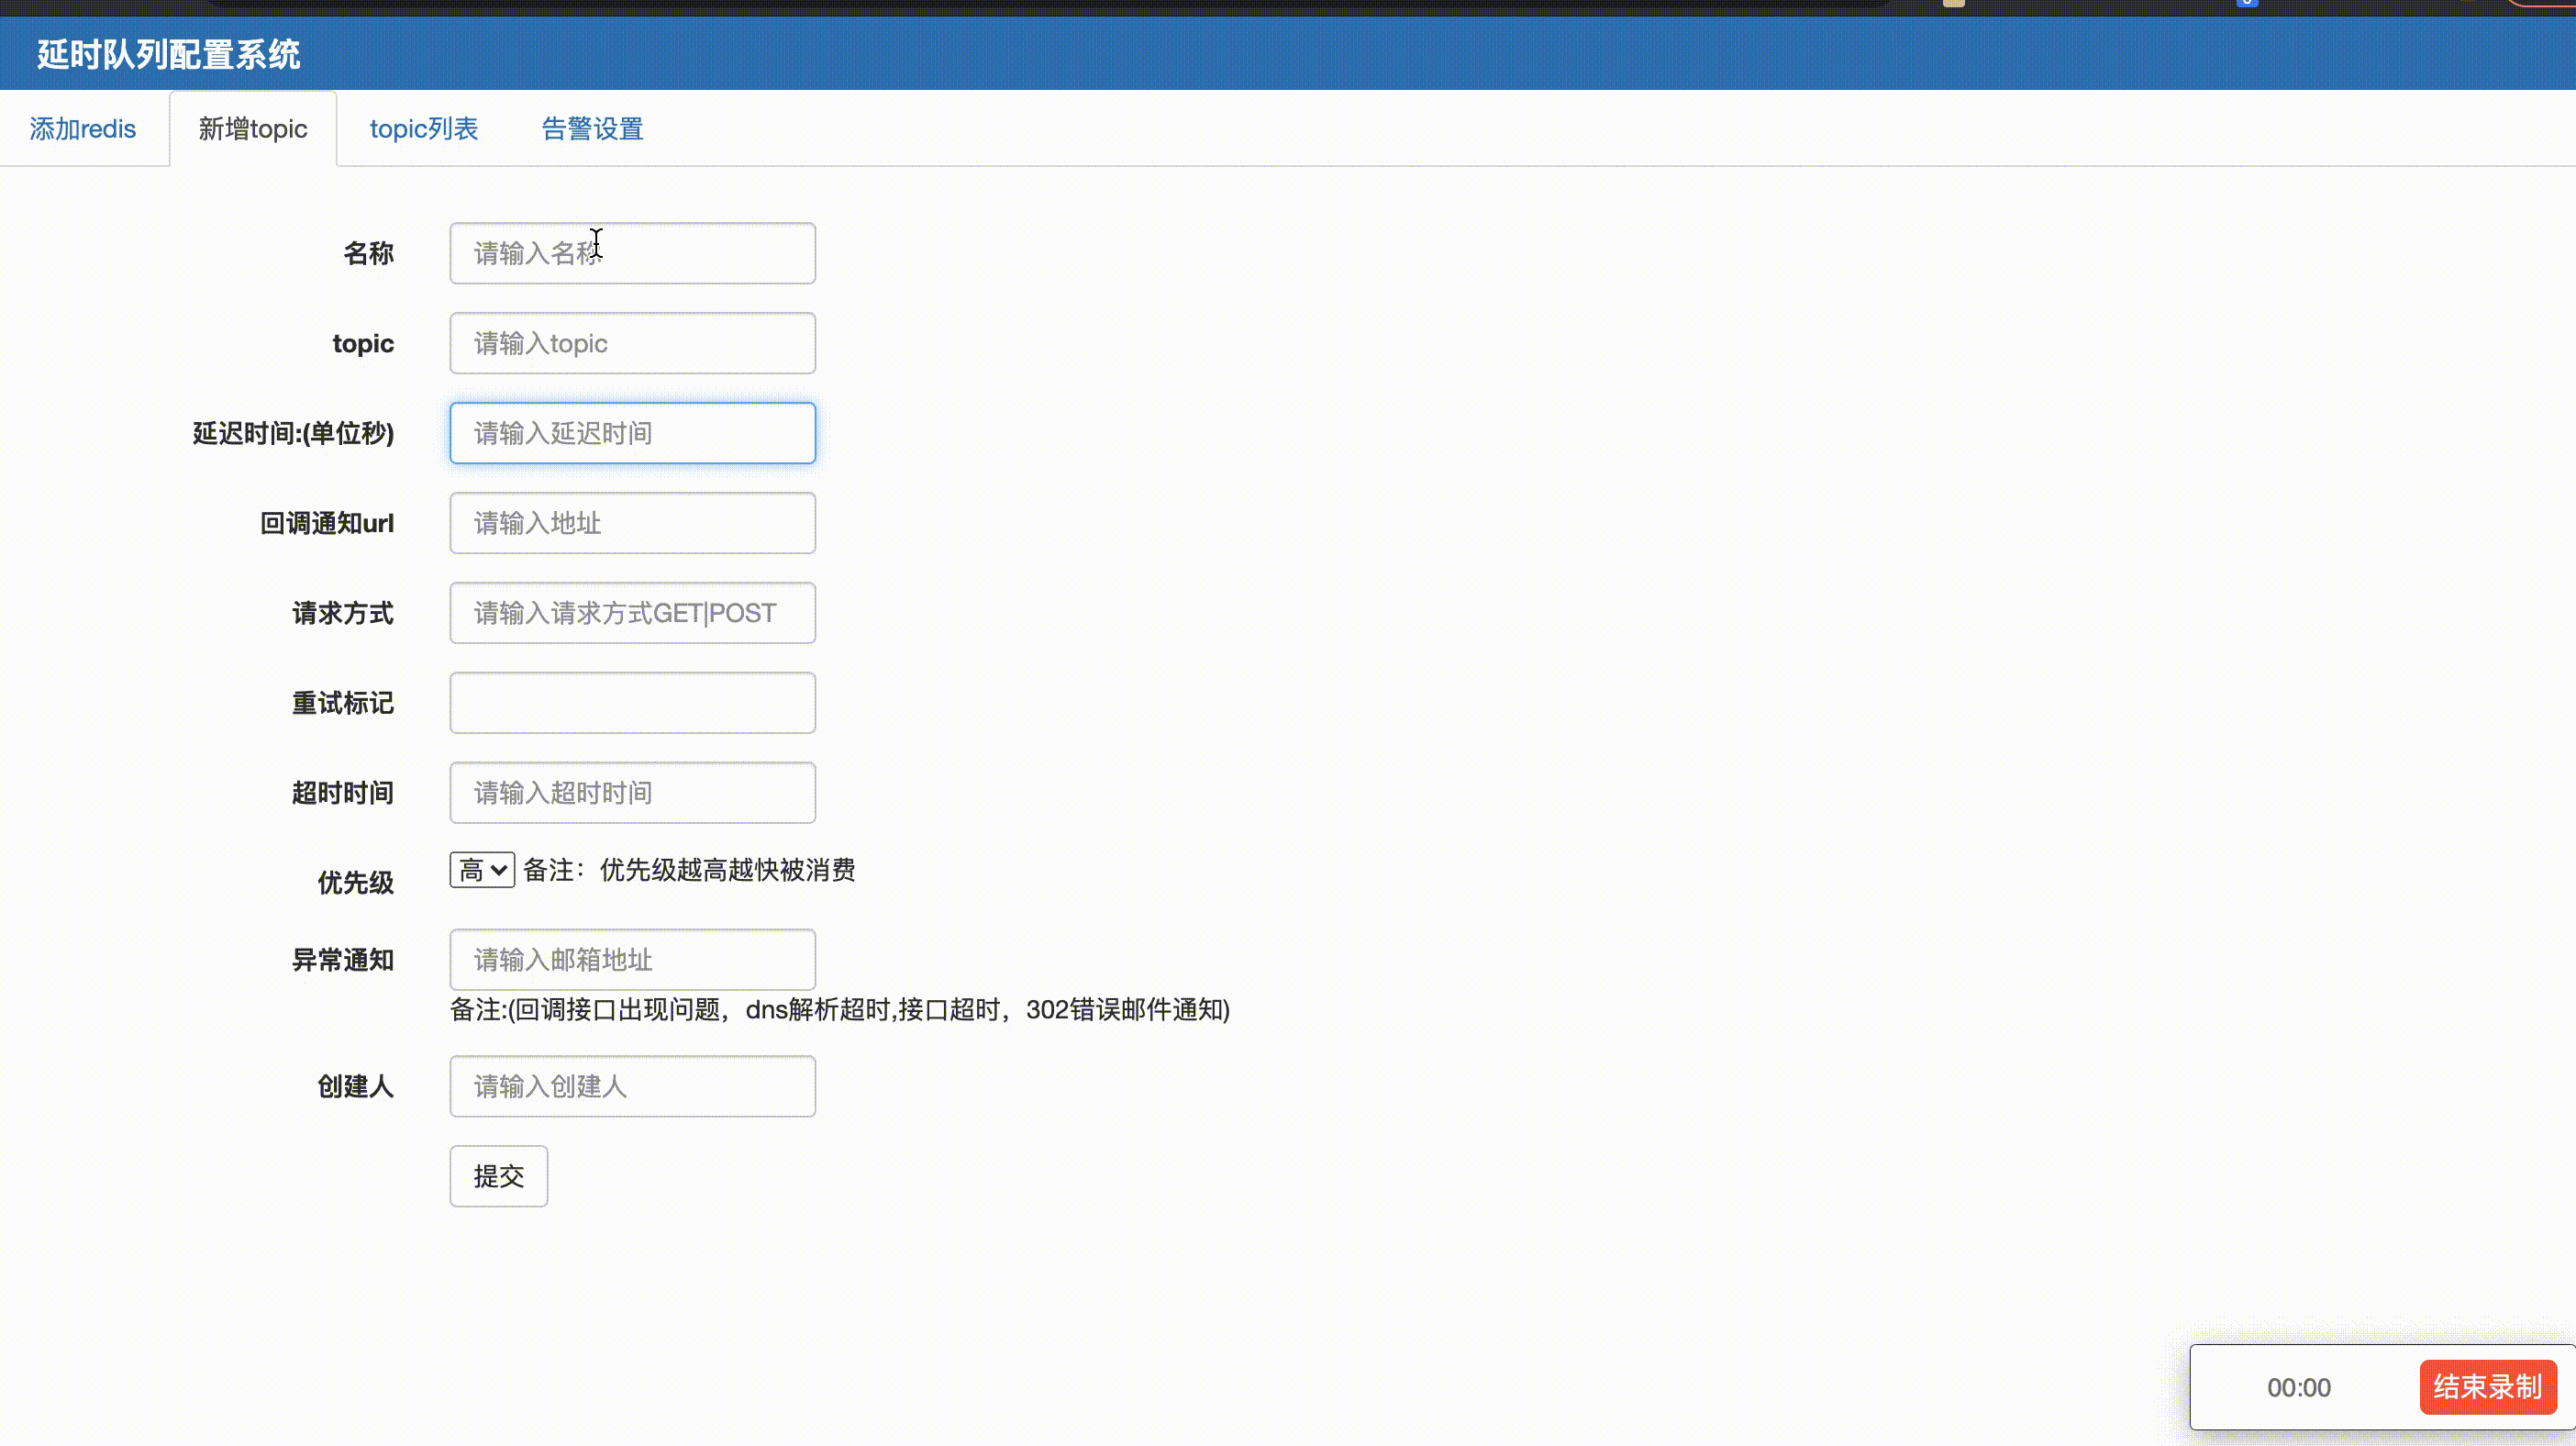 延时队列配置系统
添加redis 新增topic topic列表 告警设置
名称 请输入名称
topic 请输入topic
延迟时间:(单位秒) 请输入延迟时间
回调通知url 请输入地址
请求方式 请输入请求方式GET|POST
重试标记
超时时间 请输入超时时间
优先级 高 备注：优先级越高越快被消费
异常通知 请输入邮箱地址
备注:(回调接口出现问题，dns解析超时,接口超时，302错误邮件通知)
创建人 请输入创建人
提交
00:00 结束录制